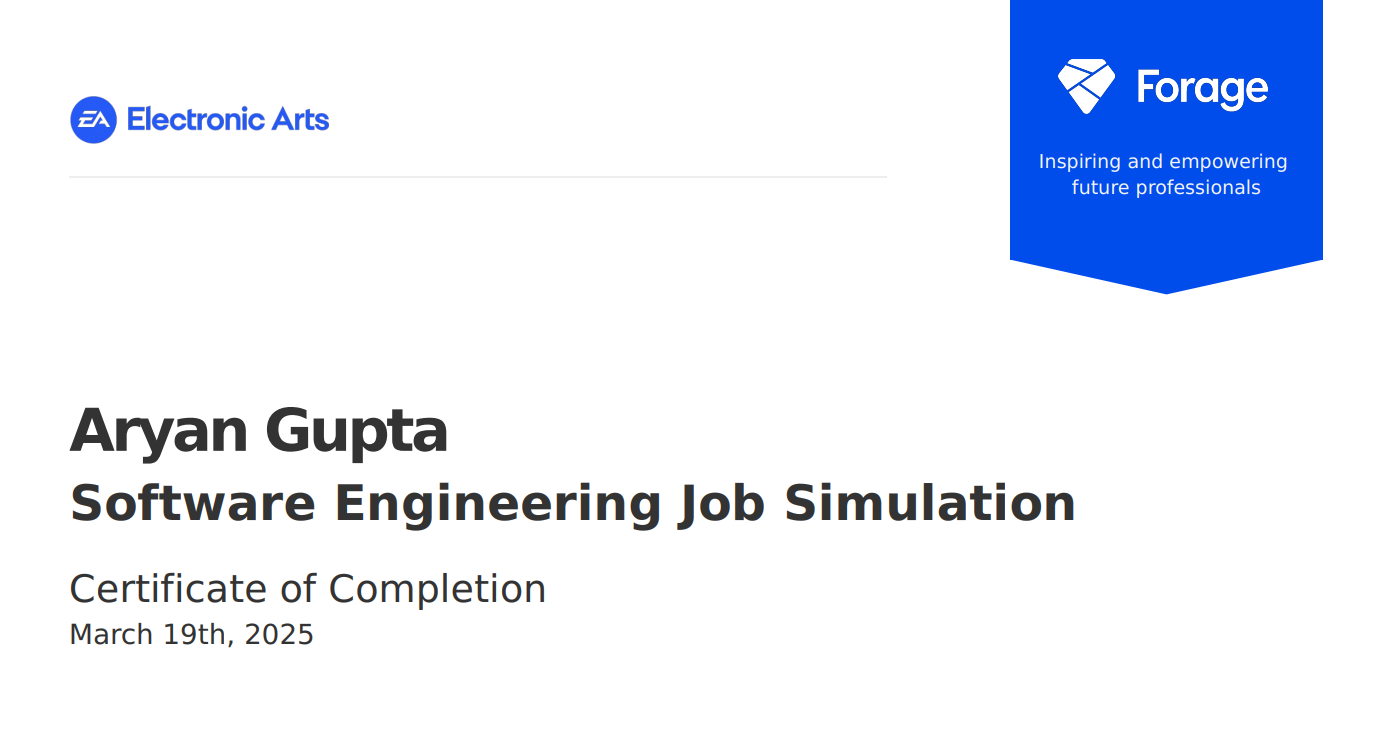 EA Electronic Arts
Forage
Inspiring and empowering
future professionals
Aryan Gupta
Software Engineering Job Simulation
Certificate of Completion
March 19th, 2025